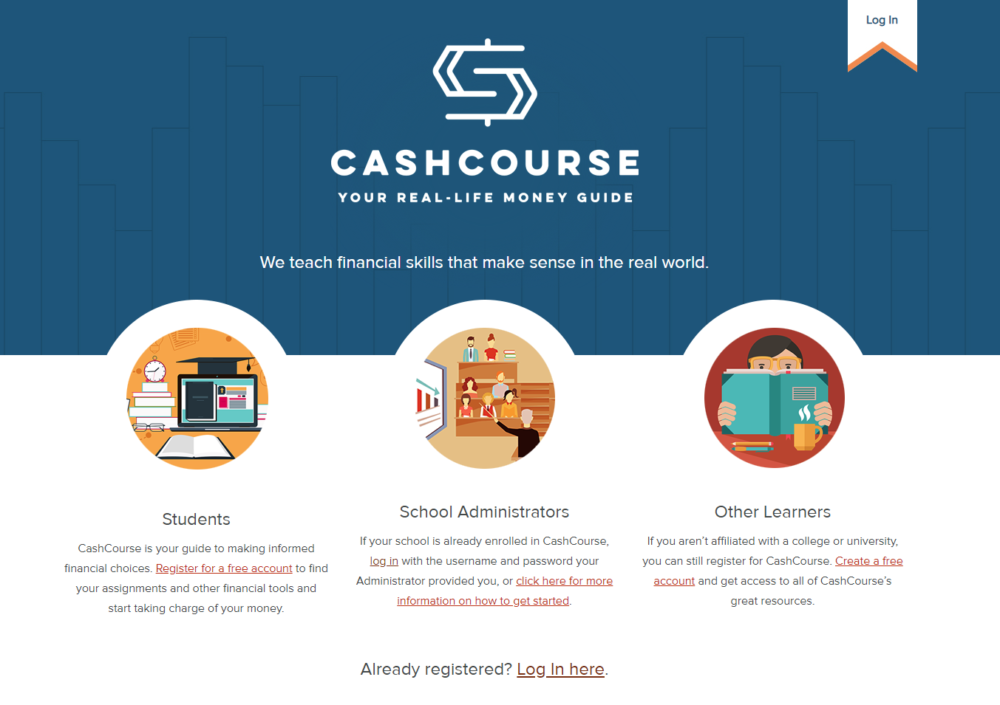 Log In
CASHCOURSE
YOUR REAL-LIFE MONEY GUIDE
We teach financial skills that make sense in the real world.
Students
CashCourse is your guide to making informed
financial choices. Register for a free account to find
your assignments and other financial tools and
start taking charge of your money.
School Administrators
If your school is already enrolled in CashCourse,
log in with the username and password your
Administrator provided you, or click here for more
information on how to get started.
Other Learners
If you aren’t affiliated with a college or university,
you can still register for CashCourse. Create a free
account and get access to all of CashCourse’s
great resources.
Already registered? Log In here.